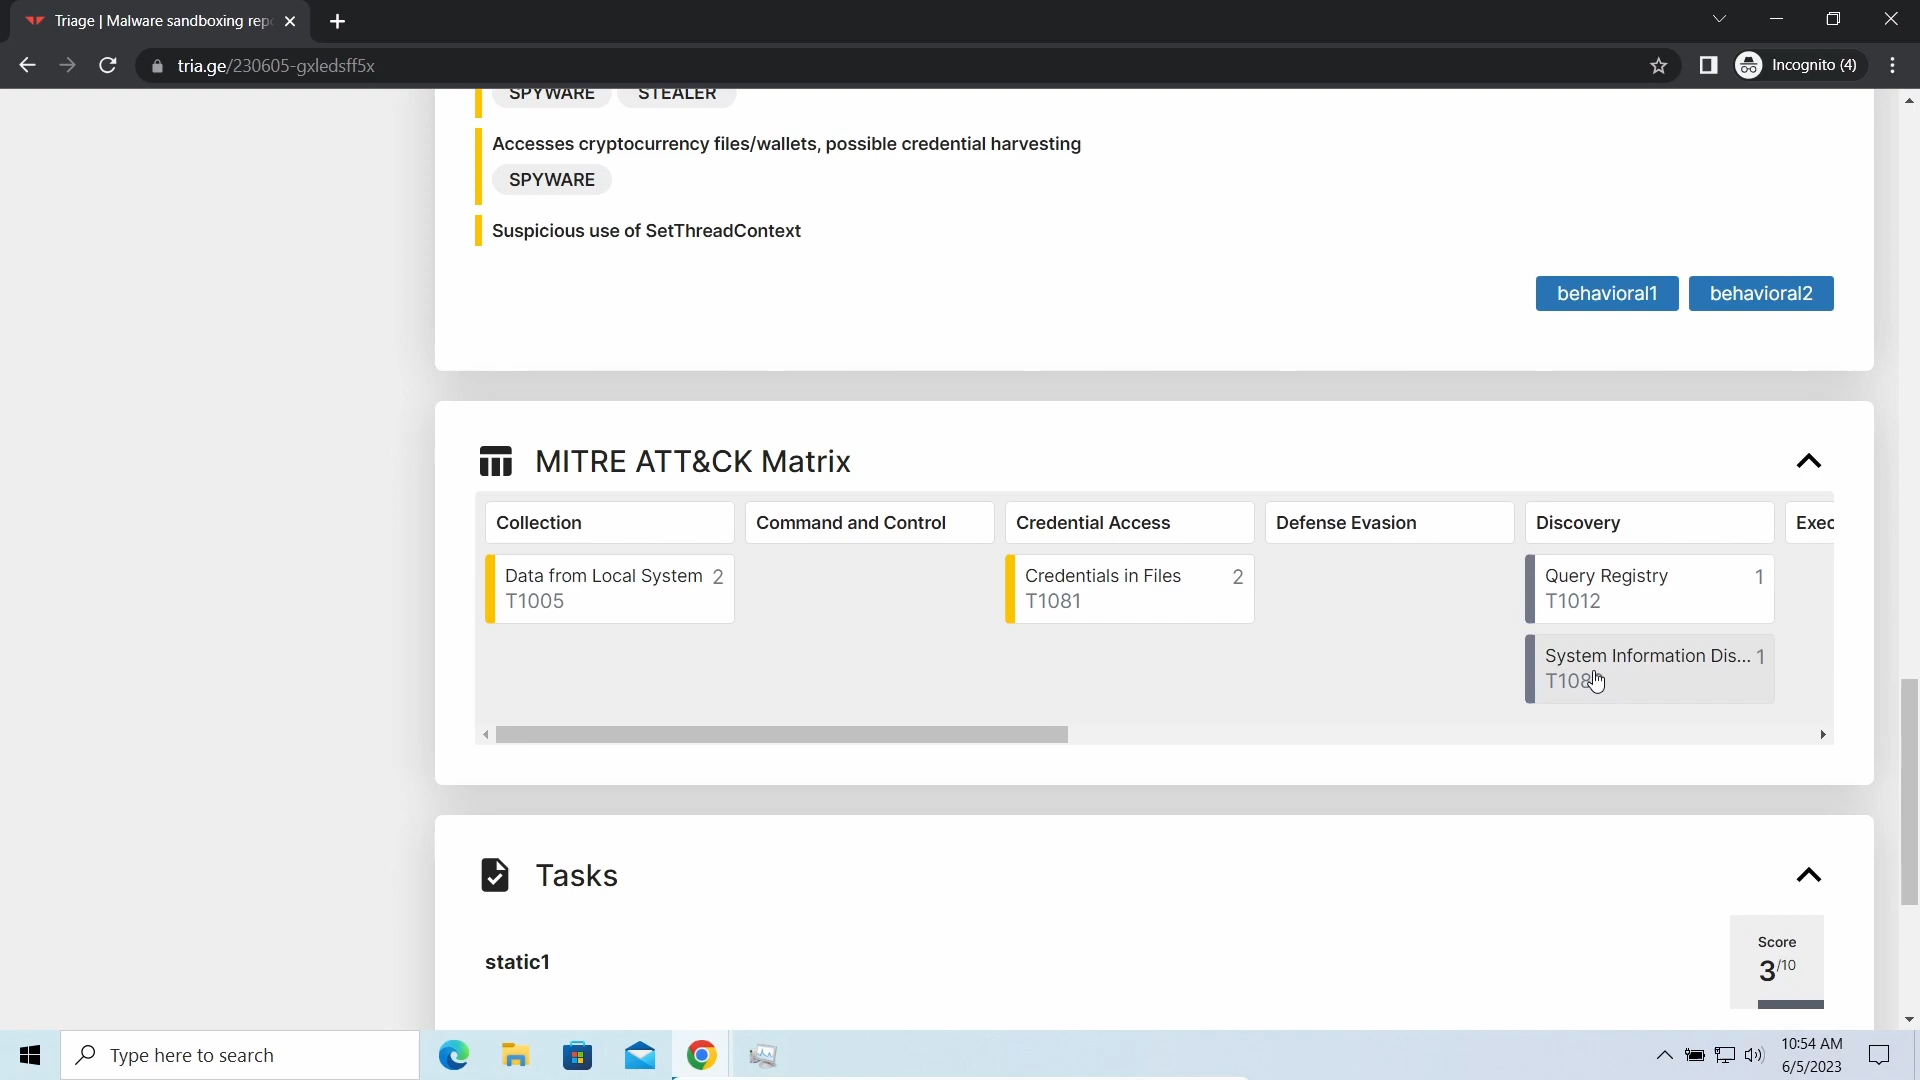 Triage | Malware sandboxing rep
tria.ge/230605-gxledsff5x
Incognito (4)
SPYWARE STEALER
Accesses cryptocurrency files/wallets, possible credential harvesting
SPYWARE
Suspicious use of SetThreadContext
behavioral1 behavioral2
MITRE ATT&CK Matrix
Collection Command and Control Credential Access Defense Evasion Discovery Exec
Data from Local System 2 Credentials in Files 2 Query Registry 1
T1005 T1081 T1012
System Information Dis... 1
T108
Tasks
Score
static1
3/10
Type here to search
10:54 AM
6/5/2023